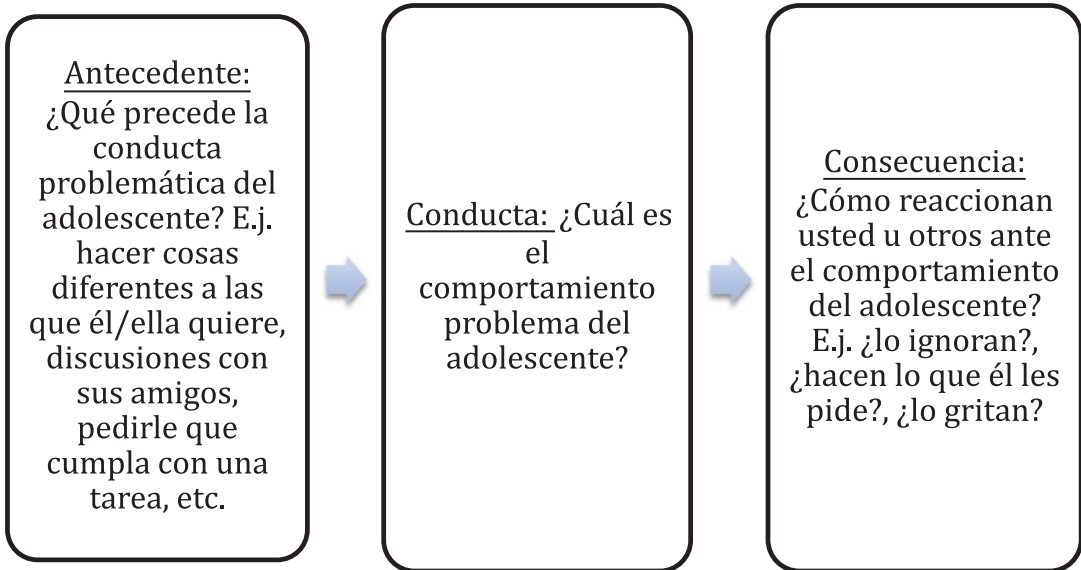 Antecedente:
¿Qué precede la
conducta
problemática del
adolescente? E.j.
hacer cosas
diferentes a las
que él/ella quiere,
discusiones con
sus amigos,
pedirle que
cumpla con una
tarea, etc.
Conducta: ¿Cuál es
el
comportamiento
problema del
adolescente?
Consecuencia:
¿Cómo reaccionan
usted u otros ante
el comportamiento
del adolescente?
E.j. ¿lo ignoran?,
¿hacen lo que él les
pide?, ¿lo gritan?